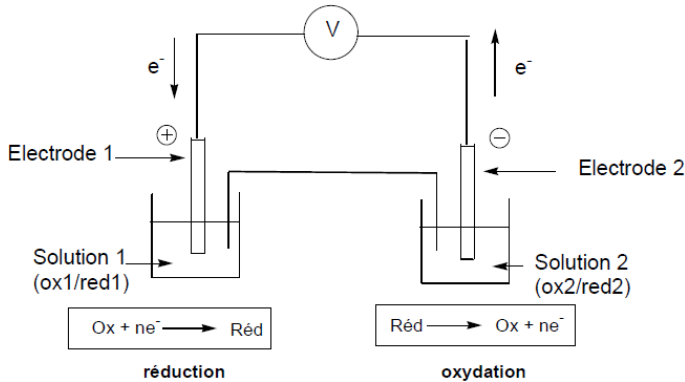 V
e-
e-
+
−
Electrode 1
Electrode 2
Solution 1
(ox1/red1)
Solution 2
(ox2/red2)
Ox + ne- Réd
Réd Ox + ne-
réduction
oxydation